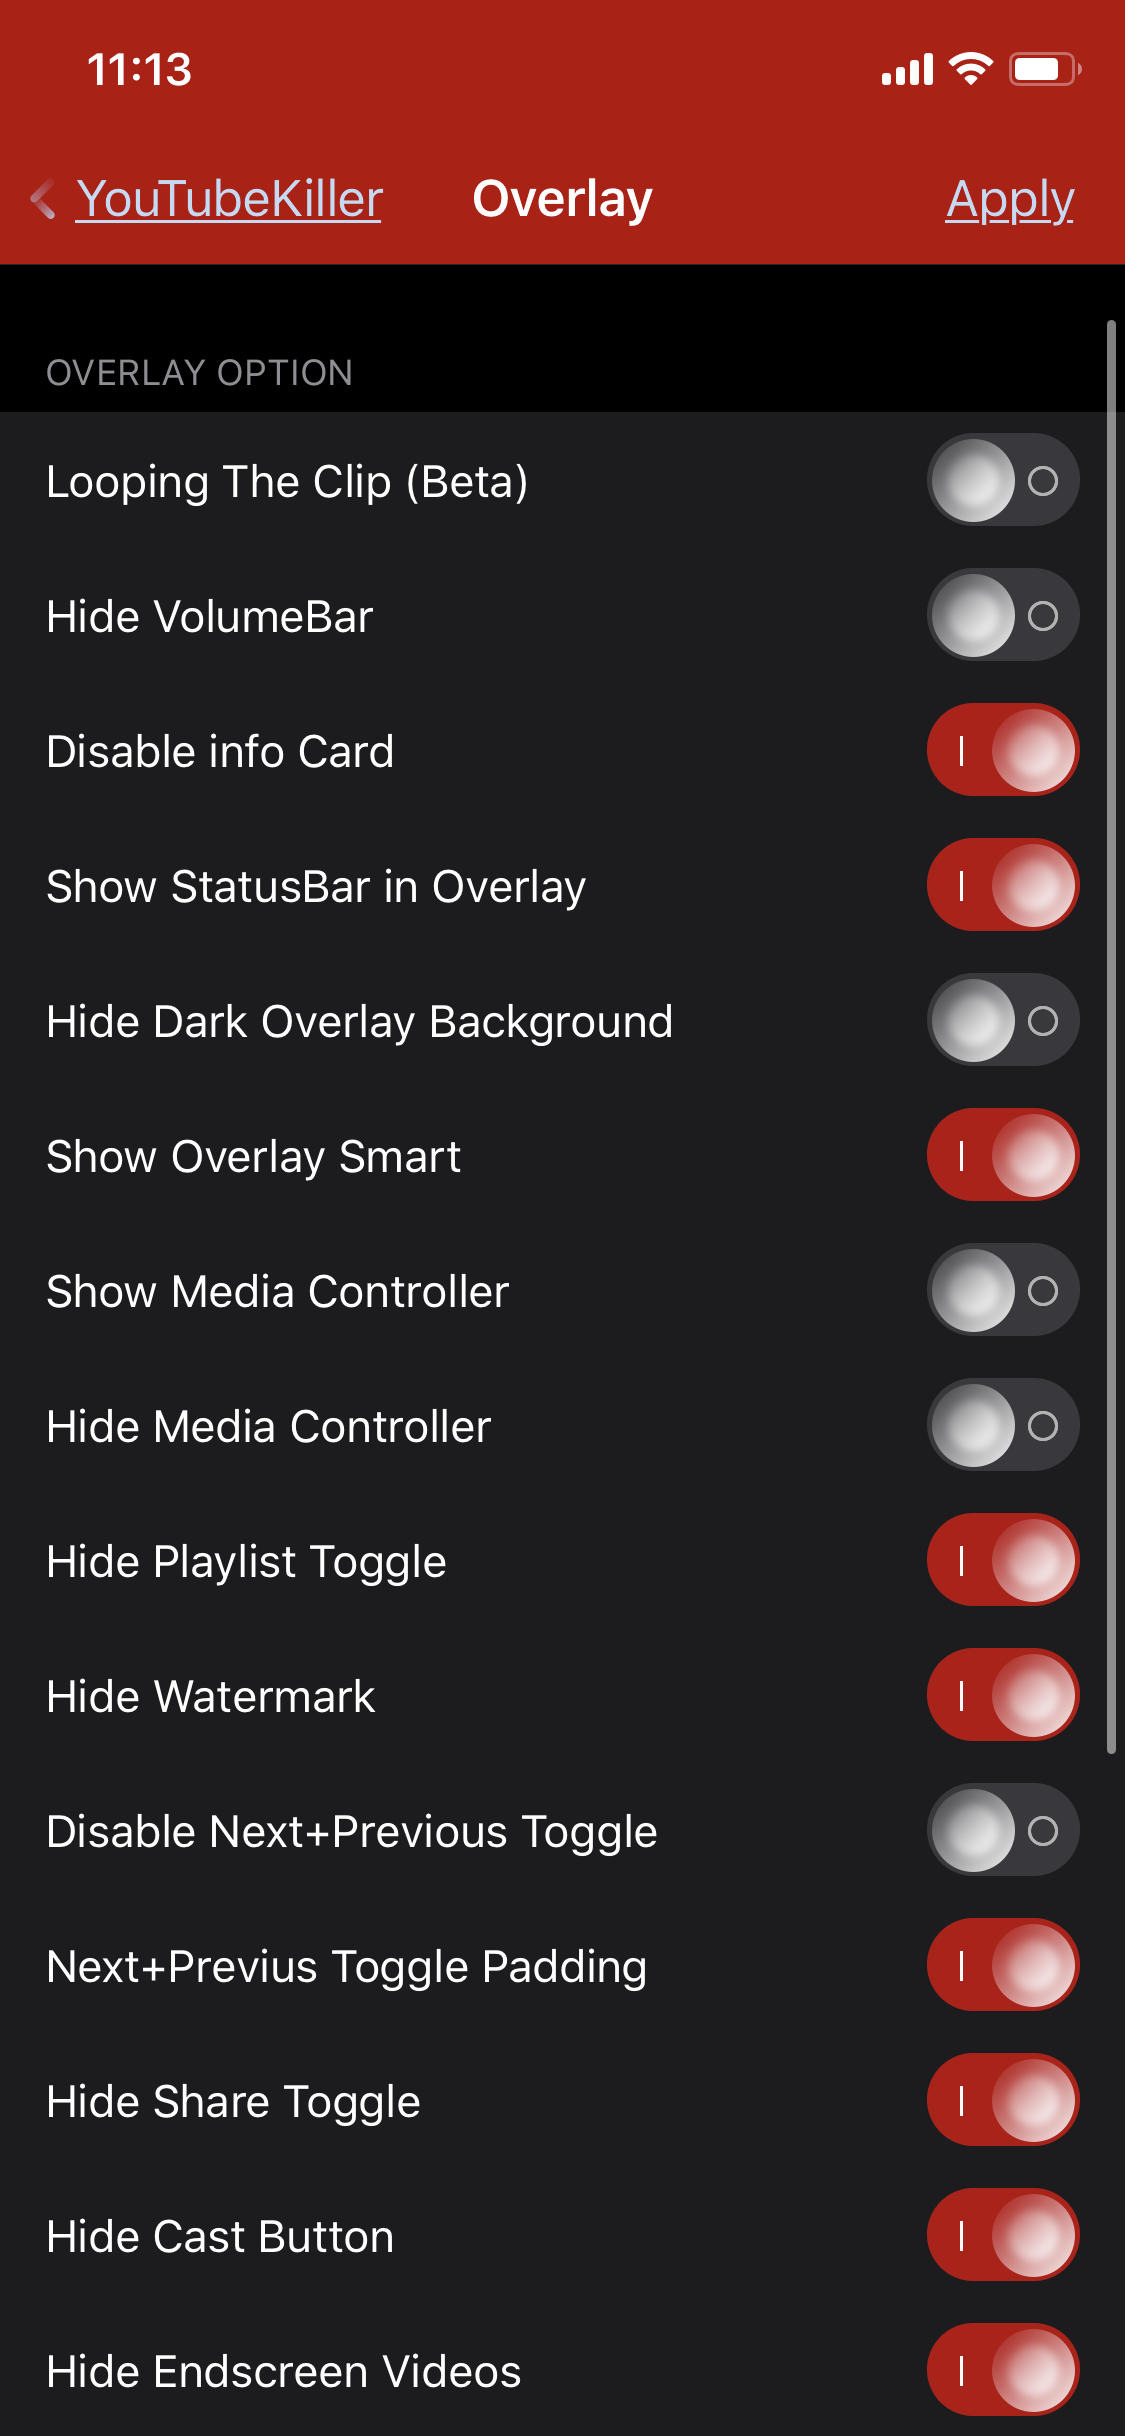 11:13
YouTubeKiller Overlay Apply
OVERLAY OPTION
Looping The Clip (Beta)
Hide VolumeBar
Disable info Card
Show StatusBar in Overlay
Hide Dark Overlay Background
Show Overlay Smart
Show Media Controller
Hide Media Controller
Hide Playlist Toggle
Hide Watermark
Disable Next+Previous Toggle
Next+Previus Toggle Padding
Hide Share Toggle
Hide Cast Button
Hide Endscreen Videos